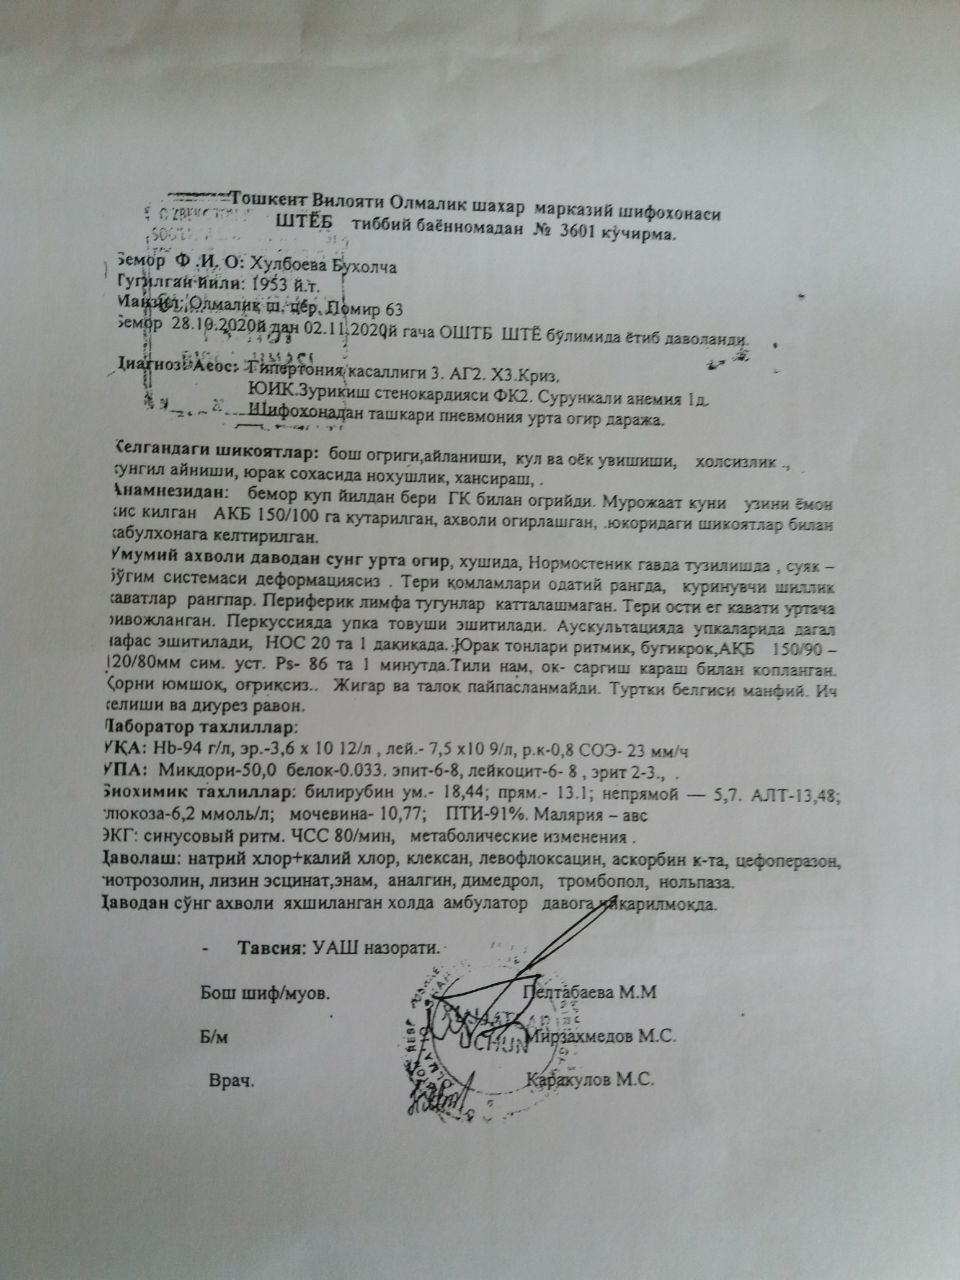 Тошкент Вилояти Олмалик шахар марказий шифохонаси
ШТЁБ тиббий баённомадан № 3601 кўчирма.
Бемор Ф .И. О: Хулбоева Бухолча
Тугилган йили: 1953 й.т.
Манзил: Олмалик ш. цер. Помир 63
Бемор 28.10.2020й дан 02.11.2020й гача ОШТБ ШТЁ бўлимида ётиб даволанди.
Диагноз: Асос: Гипертония касаллиги 3. АГ2. Х3.Криз.
ЮИК.Зурикиш стенокардияси ФК2. Сурункали анемия 1д.
Шифохонадан ташкари пневмония урта огир даража.
Келгандаги шикоятлар: бош огриги,айланиши, кул ва оёк увишиши, холсизлик .,
кунгил айниши, юрак сохасида нохушлик, хансираш, .
Анамнезидан: бемор куп йилдан бери ГК билан огрийди. Мурожаат куни узини ёмон
хис килган АКБ 150/100 га кутарилган, ахволи огирлашган, .юкоридаги шикоятлар билан
кабулхонага келтирилган.
Умумий ахволи даводан сунг урта огир, хушида, Нормостеник гавда тузилишда , суяк –
бўгим системаси деформациясиз . Тери қомламлари одатий рангда, куринувчи шиллик
каватлар рангпар. Периферик лимфа тугунлар катталашмаган. Тери ости ег кавати уртача
ривожланган. Перкуссияда упка товуши эшитилади. Аускультацияда упкаларида дагал
нафас эшитилади, НОС 20 та 1 дакикада. Юрак тонлари ритмик, бугикрок,АҚБ 150/90 –
120/80мм сим. уст. Ps- 86 та 1 минутда.Тили нам, ок- саргиш караш билан копланган.
Қорни юмшоқ, оғриқсиз.. Жигар ва талоқ пайпасланмайди. Туртки белгиси манфий. Ич
келиши ва диурез равон.
Лаборатор тахлиллар:
УҚА: Hb-94 г/л, эр.-3,6 х 10 12/л , лей.- 7,5 х10 9/л, р.к-0,8 СОЭ- 23 мм/ч
УПА: Микдори-50,0 белок-0.033. эпит-6-8, лейкоцит-6- 8 , эрит 2-3., .
Биохимик тахлиллар: билирубин ум.- 18,44; прям.- 13.1; непрямой — 5,7. АЛТ-13,48;
глюкоза-6,2 ммоль/л; мочевина- 10,77; ПТИ-91%. Малярия – авс
ЭКГ: синусовый ритм. ЧСС 80/мин, метаболические изменения .
Даволаш: натрий хлор+калий хлор, клексан, левофлоксацин, аскорбин к-та, цефоперазон,
тиотрозолин, лизин эсцинат,энам, аналгин, димедрол, тромбопол, нольпаза.
Даводан сўнг ахволи яхшиланган холда амбулатор давога чикарилмоқда.
- Тавсия: УАШ назорати.
Бош шиф/муов. Пелтабаева М.М
Б/м Мирзахмедов М.С.
Врач. Каракулов М.С.
UCHUN